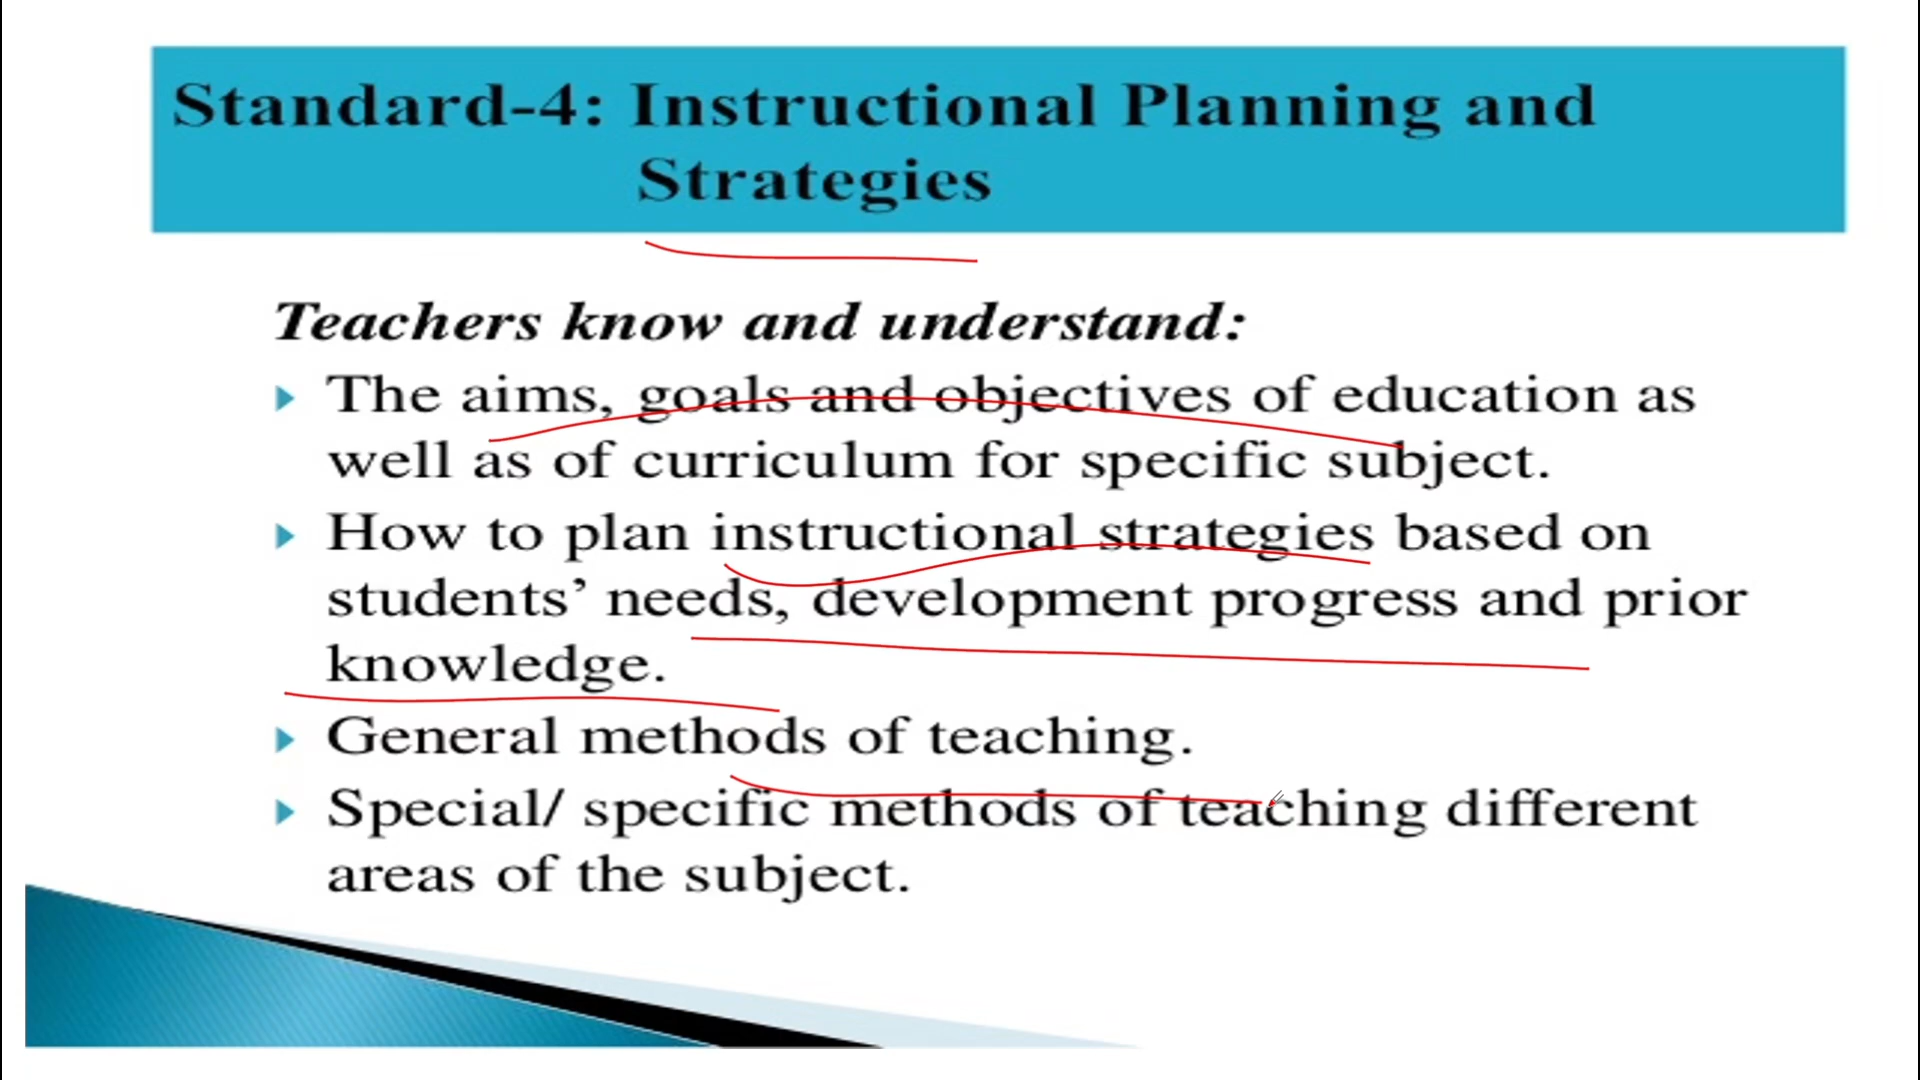 Standard-4: Instructional Planning and
Strategies
Teachers know and understand:
The aims, goals and objectives of education as
well as of curriculum for specific subject.
How to plan instructional strategies based on
students’ needs, development progress and prior
knowledge.
General methods of teaching.
Special/ specific methods of teaching different
areas of the subject.